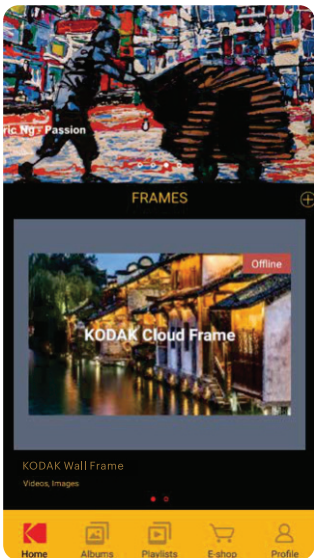 ric Ng - Passion
FRAMES
Offline
KODAK Cloud Frame
KODAK Wall Frame
Videos, Images
Home
Albums
Playlists
E-shop
Profile